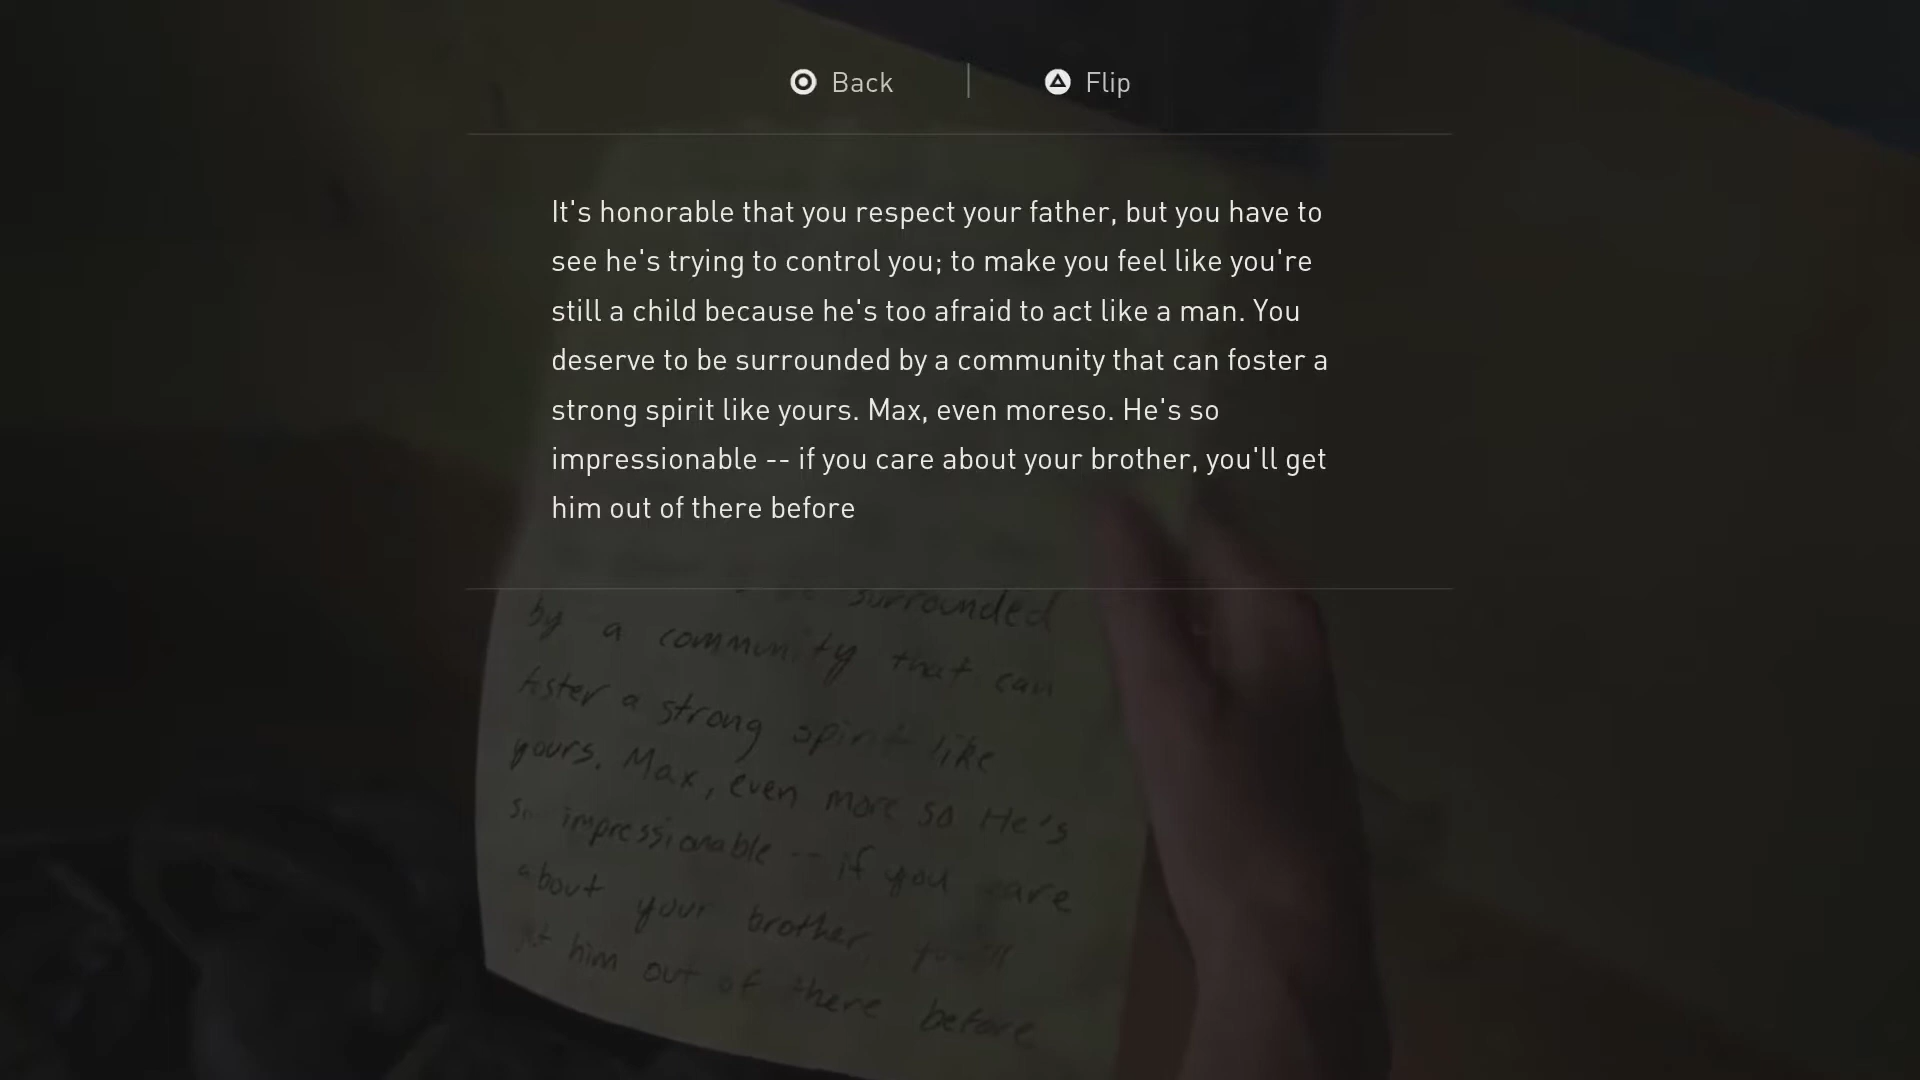 Back
Flip
It's honorable that you respect your father, but you have to
see he's trying to control you; to make you feel like you're
still a child because he's too afraid to act like a man. You
deserve to be surrounded by a community that can foster a
strong spirit like yours. Max, even moreso. He's so
impressionable -- if you care about your brother, you'll get
him out of there before
surrounded
by a community that can
foster a strong spirit like
yours. Max, even more so He's
so impressionable -- if you care
about your brother, you'll
get him out of there before